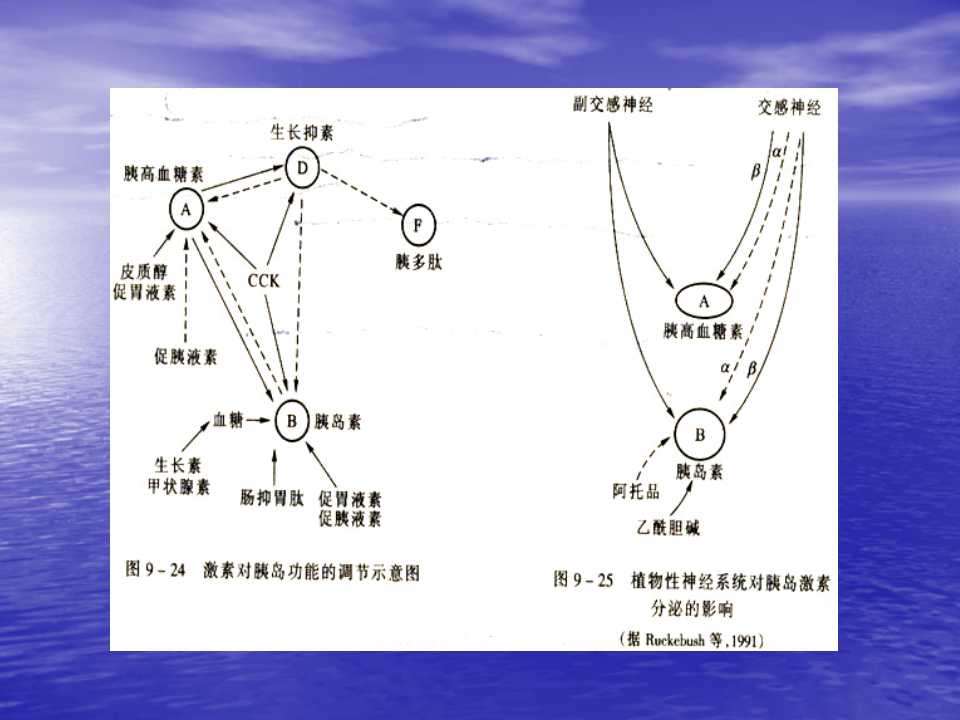 生长抑素
D
胰高血糖素
A
F
胰多肽
皮质醇
促胃液素
CCK
促胰液素
血糖
B
胰岛素
生长素
甲状腺素
肠抑胃肽
促胃液素
促胰液素
图9-24 激素对胰岛功能的调节示意图
副交感神经
交感神经
α
β
A
胰高血糖素
α
β
B
胰岛素
阿托品
乙酰胆碱
图9-25 植物性神经系统对胰岛激素
分泌的影响
(据 Ruckebush 等,1991)